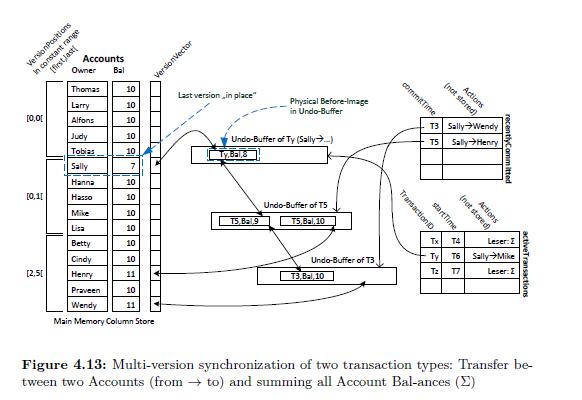 VersionPositions
in constant range
[first,last[
Accounts
Owner Bal
VersionVector
Thomas 10
Larry 10
Alfons 10
Judy 10
Tobias 10
Sally 7
Hanna 10
Hasso 10
Mike 10
Lisa 10
Betty 10
Cindy 10
Henry 11
Praveen 10
Wendy 11
[0,0[
[0,1[
[2,5[
Main Memory Column Store
Last version „in place"
Physical Before-Image
in Undo-Buffer
Undo-Buffer of Ty (Sally→...)
Ty,Bal,8
Undo-Buffer of T5
T5,Bal,9 T5,Bal,10
Undo-Buffer of T3
T3,Bal,10
commitTime
Actions
(not stored)
recentlyCommitted
T3 Sally→Wendy
T5 Sally→Henry
TransactionID
startTime
Actions
(not stored)
activeTransactions
Tx T4 Leser: Σ
Ty T6 Sally→Mike
Tz T7 Leser: Σ
Figure 4.13: Multi-version synchronization of two transaction types: Transfer be-
tween two Accounts (from → to) and summing all Account Bal-ances (Σ)